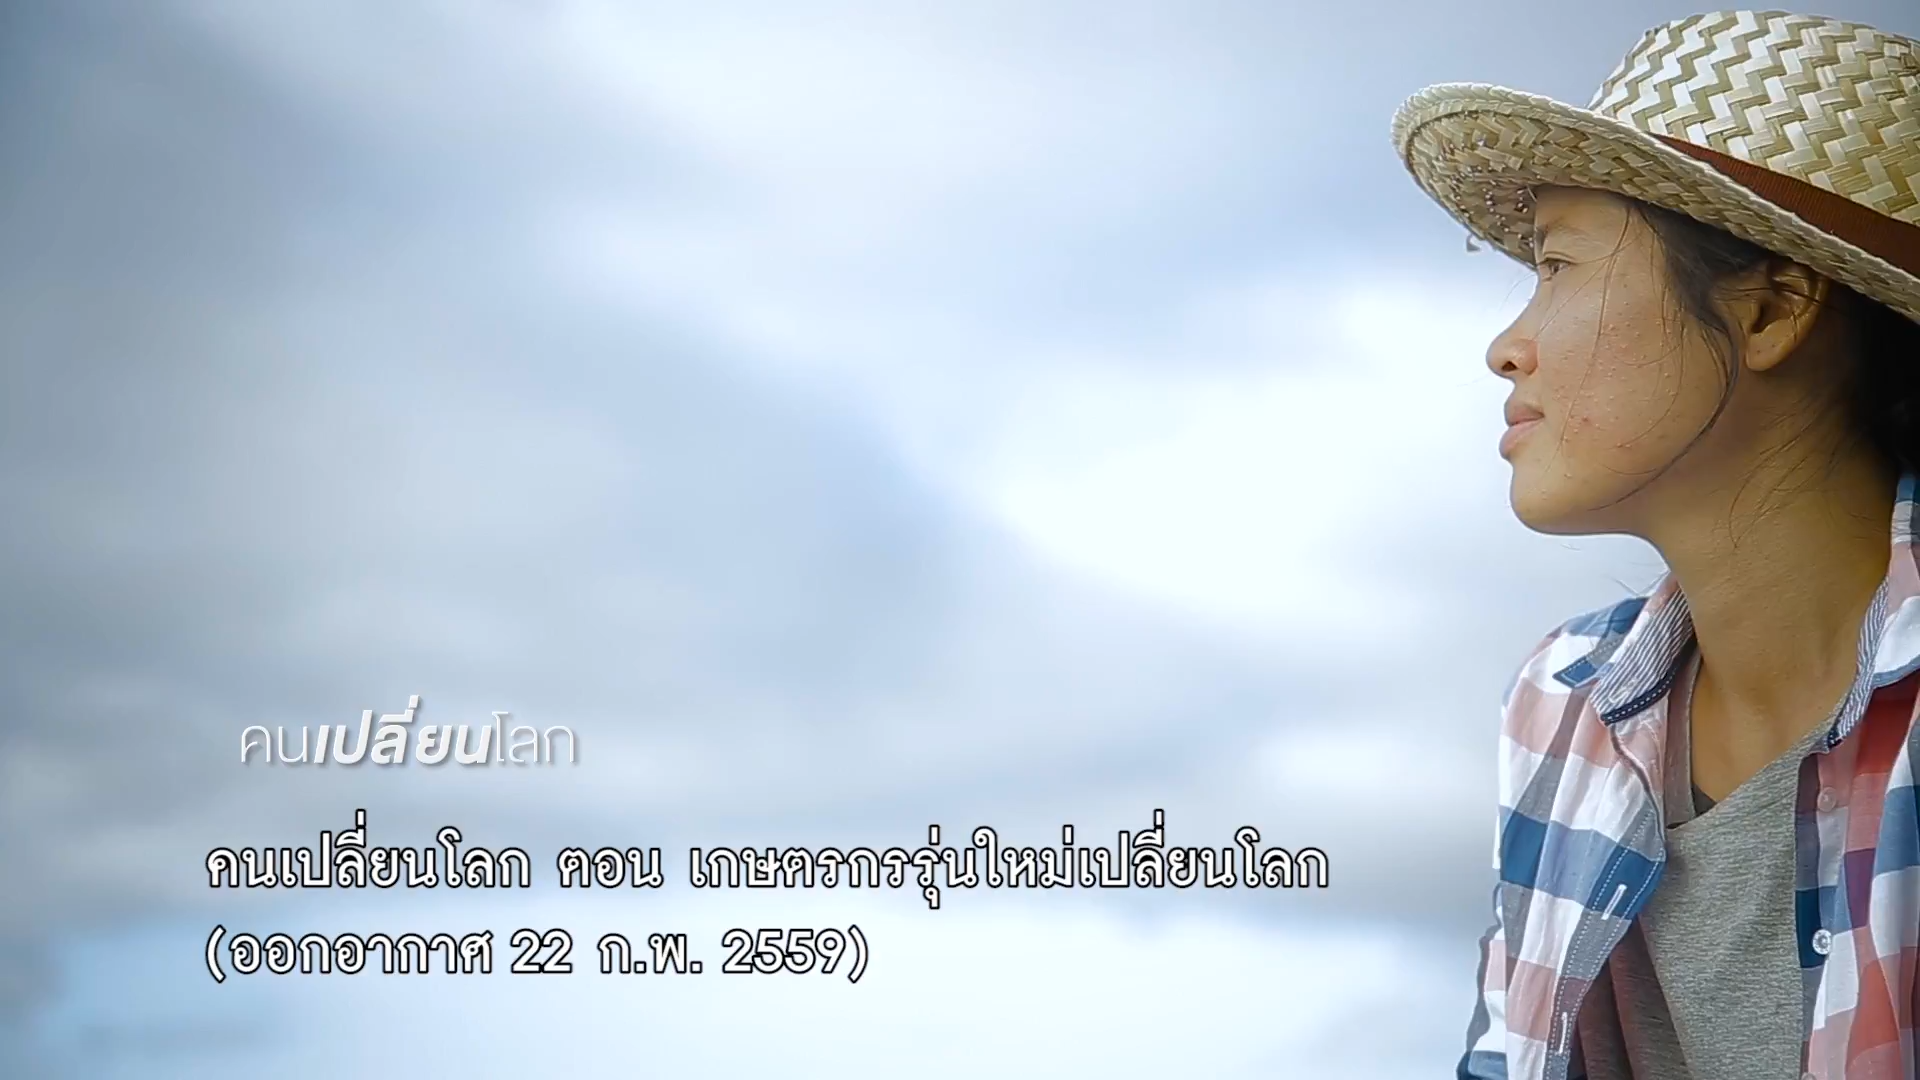 คนเปลี่ยนโลก
คนเปลี่ยนโลก ตอน เกษตรกรรุ่นใหม่เปลี่ยนโลก
(ออกอากาศ 22 ก.พ. 2559)